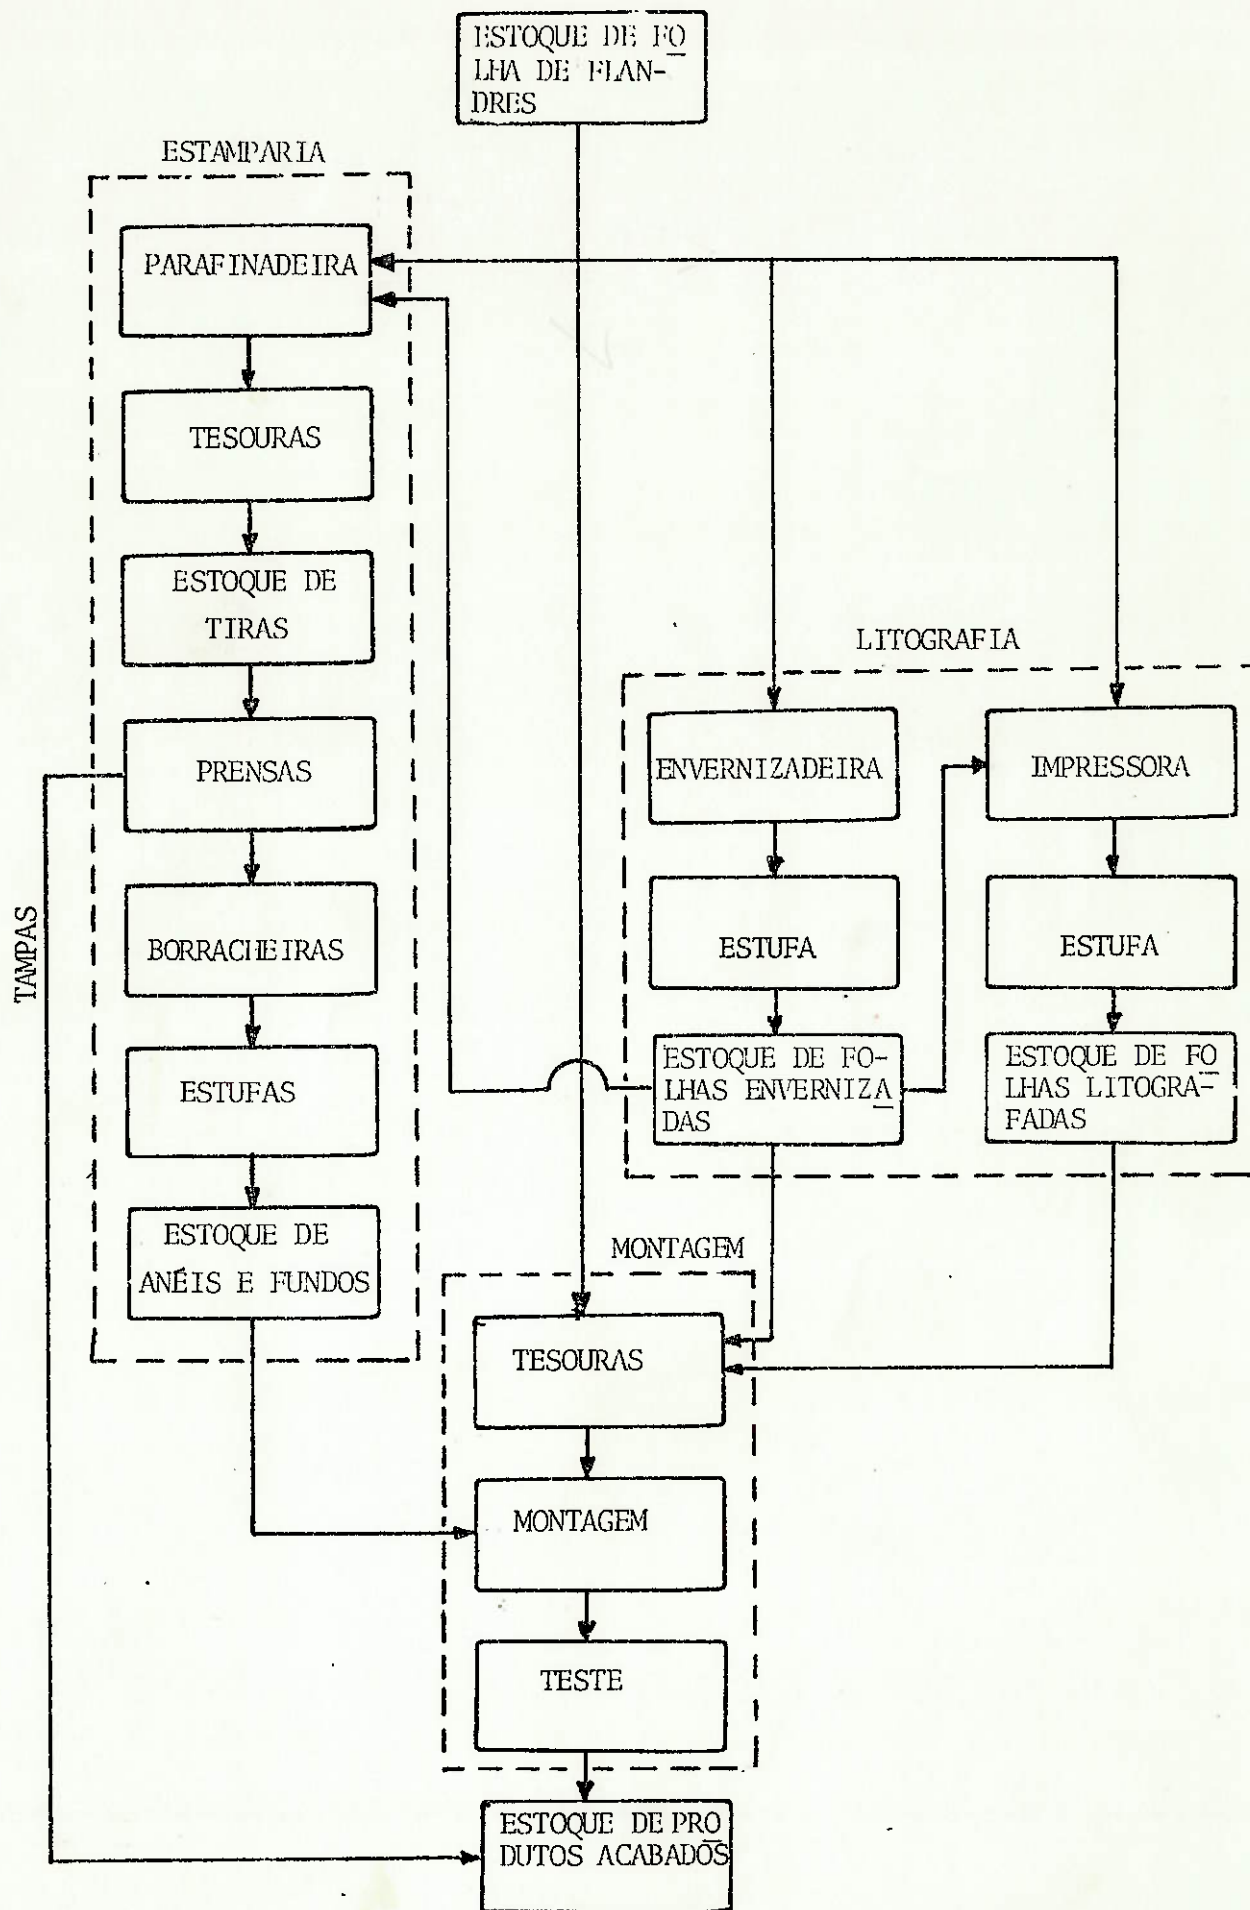 ESTOQUE DE FO
LHA DE FLAN-
DRES
ESTAMPARIA
PARAFINADEIRA
TESOURAS
ESTOQUE DE
TIRAS
PRENSAS
BORRACHEIRAS
ESTUFAS
ESTOQUE DE
ANÉIS E FUNDOS
TAMPAS
LITOGRAFIA
ENVERNIZADEIRA
IMPRESSORA
ESTUFA
ESTUFA
ESTOQUE DE FO-
LHAS ENVERNIZA
DAS
ESTOQUE DE FO
LHAS LITOGRA-
FADAS
MONTAGEM
TESOURAS
MONTAGEM
TESTE
ESTOQUE DE PRO
DUTOS ACABADOS